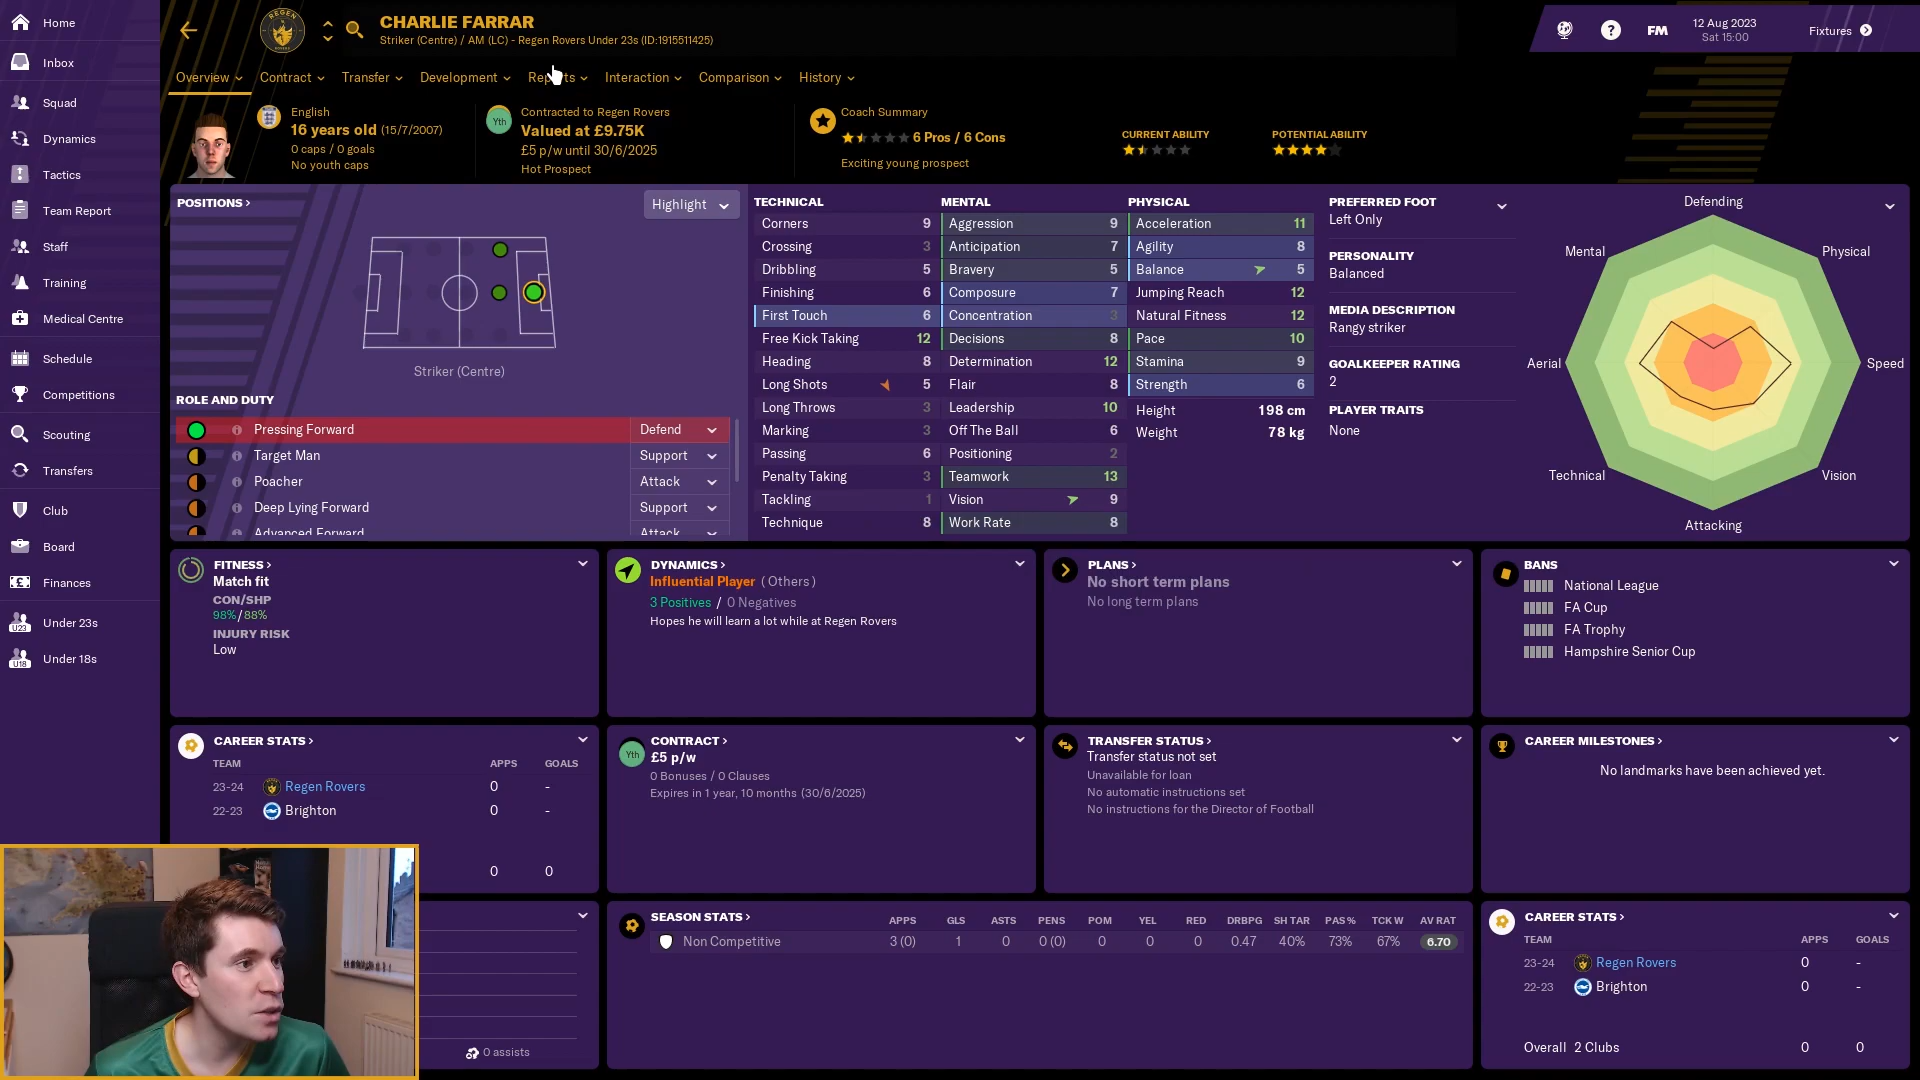 Home
Inbox
Squad
Dynamics
Tactics
Team Report
Staff
Training
Medical Centre
Schedule
Competitions
Scouting
Transfers
Club
Board
Finances
U23 Under 23s
U18 Under 18s
CHARLIE FARRAR
Striker (Centre) / AM (LC) - Regen Rovers Under 23s (ID:1915511425)
? FM
12 Aug 2023
Sat 15:00
Fixtures
Overview Contract Transfer Development Reports Interaction Comparison History
English
16 years old (15/7/2007)
0 caps / 0 goals
No youth caps
Yth
Contracted to Regen Rovers
Valued at £9.75K
£5 p/w until 30/6/2025
Hot Prospect
Coach Summary
6 Pros / 6 Cons
Exciting young prospect
CURRENT ABILITY
POTENTIAL ABILITY
POSITIONS >
Highlight
Striker (Centre)
ROLE AND DUTY
Pressing Forward Defend
Target Man Support
Poacher Attack
Deep Lying Forward Support
Advanced Forward Attack
TECHNICAL
Corners 9
Crossing 3
Dribbling 5
Finishing 6
First Touch 6
Free Kick Taking 12
Heading 8
Long Shots 5
Long Throws 3
Marking 3
Passing 6
Penalty Taking 3
Tackling 1
Technique 8
MENTAL
Aggression 9
Anticipation 7
Bravery 5
Composure 7
Concentration 3
Decisions 8
Determination 12
Flair 8
Leadership 10
Off The Ball 6
Positioning 2
Teamwork 13
Vision 9
Work Rate 8
PHYSICAL
Acceleration 11
Agility 8
Balance 5
Jumping Reach 12
Natural Fitness 12
Pace 10
Stamina 9
Strength 6
Height 198 cm
Weight 78 kg
PREFERRED FOOT
Left Only
PERSONALITY
Balanced
MEDIA DESCRIPTION
Rangy striker
GOALKEEPER RATING
2
PLAYER TRAITS
None
Defending
Physical
Speed
Vision
Attacking
Technical
Aerial
Mental
FITNESS >
Match fit
CON/SHP
98%/88%
INJURY RISK
Low
DYNAMICS >
Influential Player (Others)
3 Positives / 0 Negatives
Hopes he will learn a lot while at Regen Rovers
PLANS >
No short term plans
No long term plans
BANS
National League
FA Cup
FA Trophy
Hampshire Senior Cup
CAREER STATS >
TEAM APPS GOALS
23-24 Regen Rovers 0 -
22-23 Brighton 0 -
0 0
Yth
CONTRACT >
£5 p/w
0 Bonuses / 0 Clauses
Expires in 1 year, 10 months (30/6/2025)
TRANSFER STATUS >
Transfer status not set
Unavailable for loan
No automatic instructions set
No instructions for the Director of Football
CAREER MILESTONES >
No landmarks have been achieved yet.
0 assists
SEASON STATS > APPS GLS ASTS PENS POM YEL RED DRBPG SH TAR PAS % TCK W AV RAT
Non Competitive 3 (0) 1 0 0 (0) 0 0 0 0.47 40% 73% 67% 6.70
CAREER STATS >
TEAM APPS GOALS
23-24 Regen Rovers 0 -
22-23 Brighton 0 -
Overall 2 Clubs 0 0